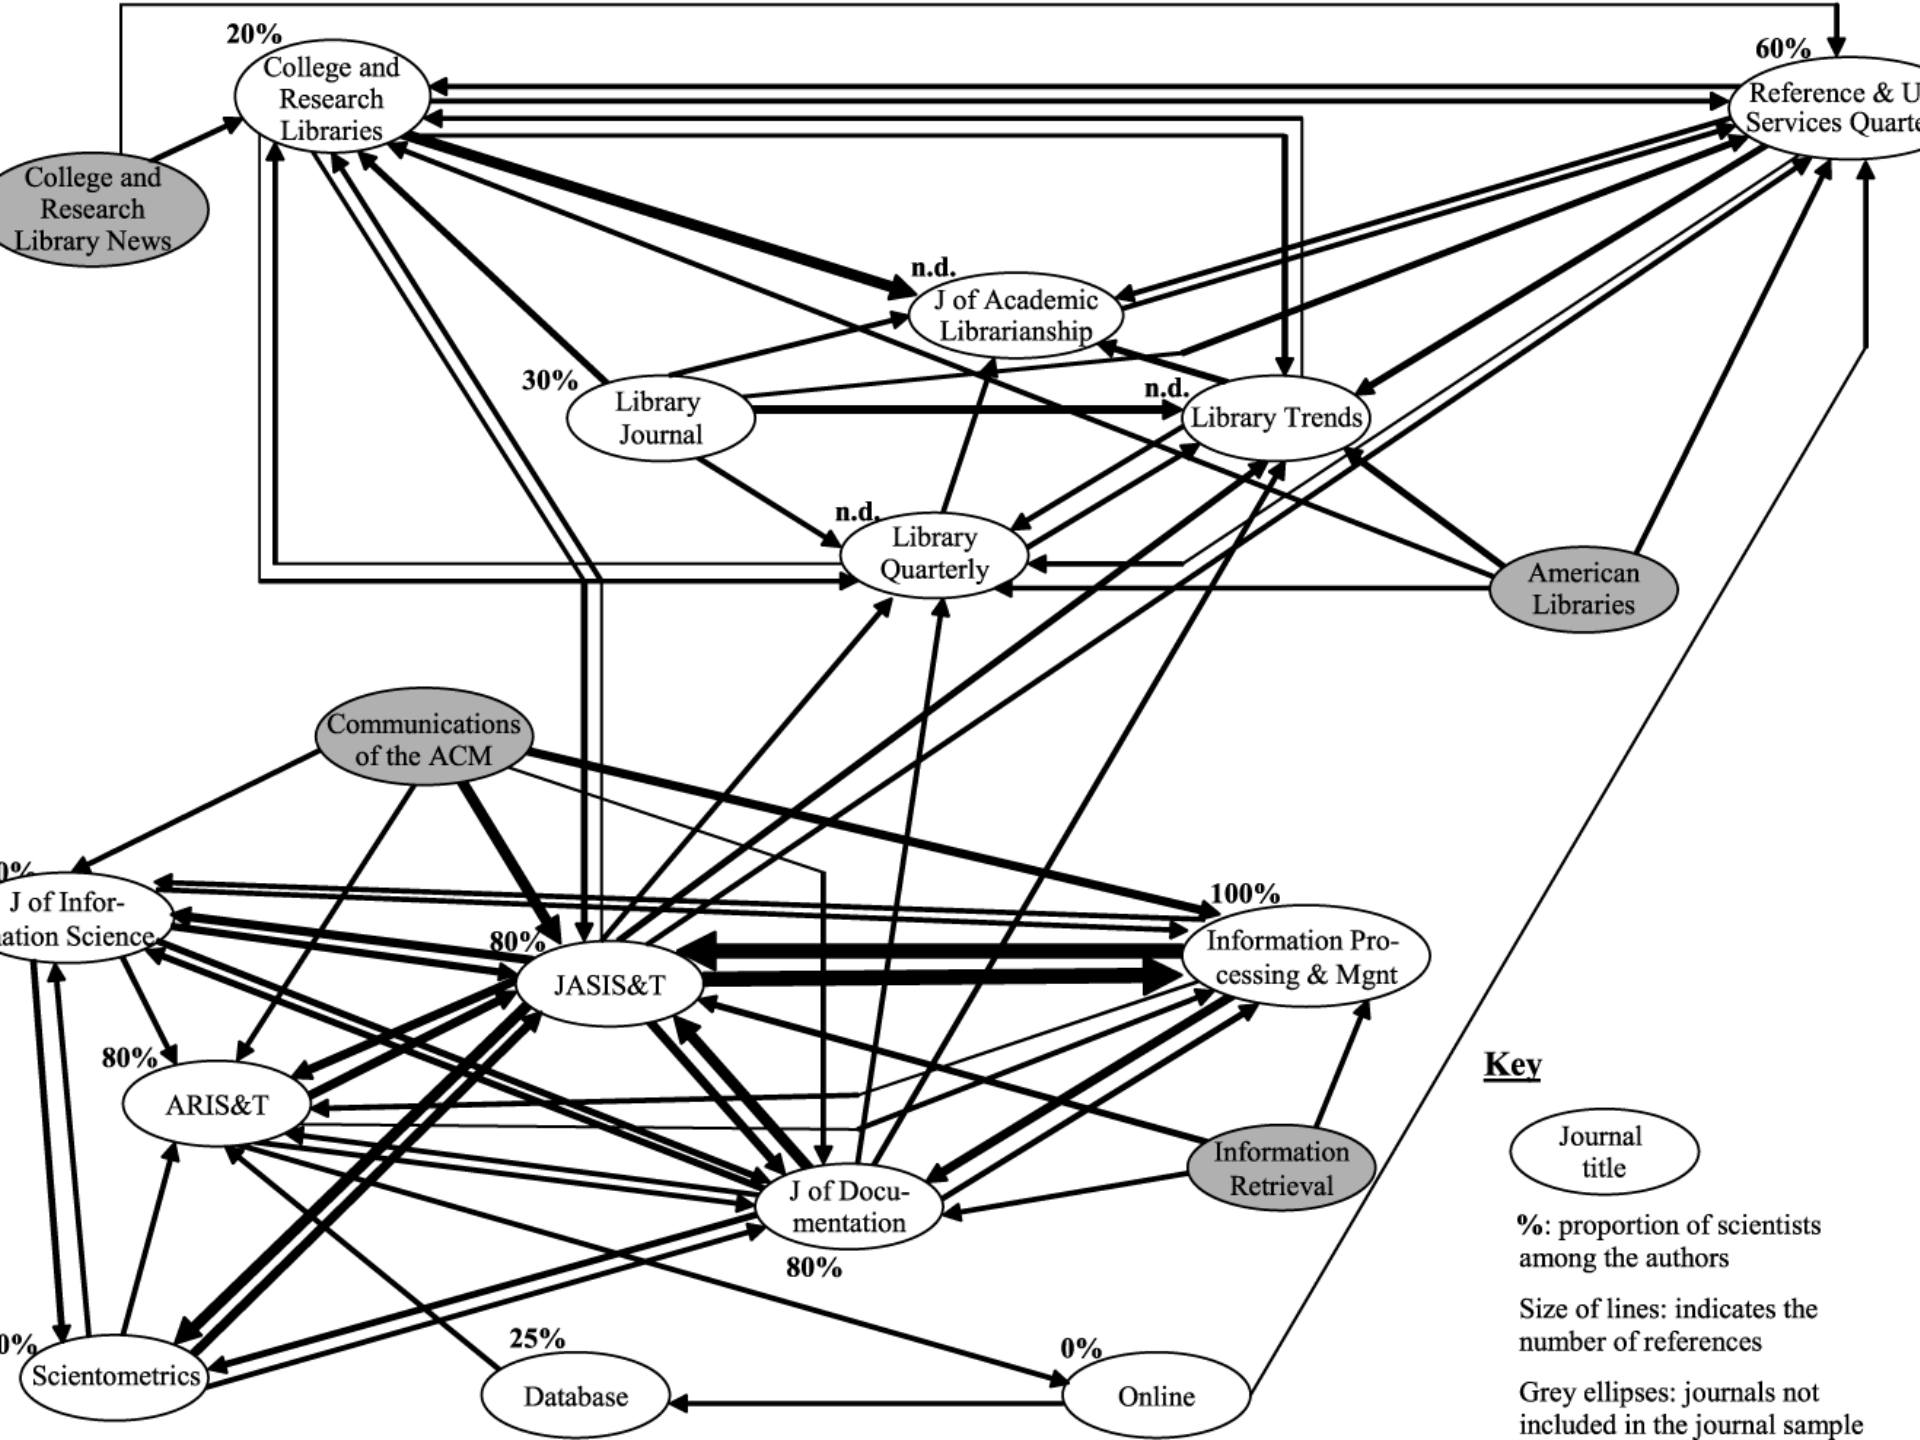 20%
College and
Research
Libraries
60%
Reference &
Services
College and
Research
Library News
n.d.
J of Academic
Librarianship
30%
Library
Journal
n.d.
Library Trends
n.d.
Library
Quarterly
American
Libraries
Communications
of the ACM
J of Infor-
Science
80%
JASIS&T
100%
Information Pro-
cessing & Mgnt
80%
ARIS&T
J of Docu-
mentation
80%
Information
Retrieval
Scientometrics
25%
Database
0%
Online
Key
Journal
title
%: proportion of scientists
among the authors
Size of lines: indicates the
number of references
Grey ellipses: journals not
included in the journal sample